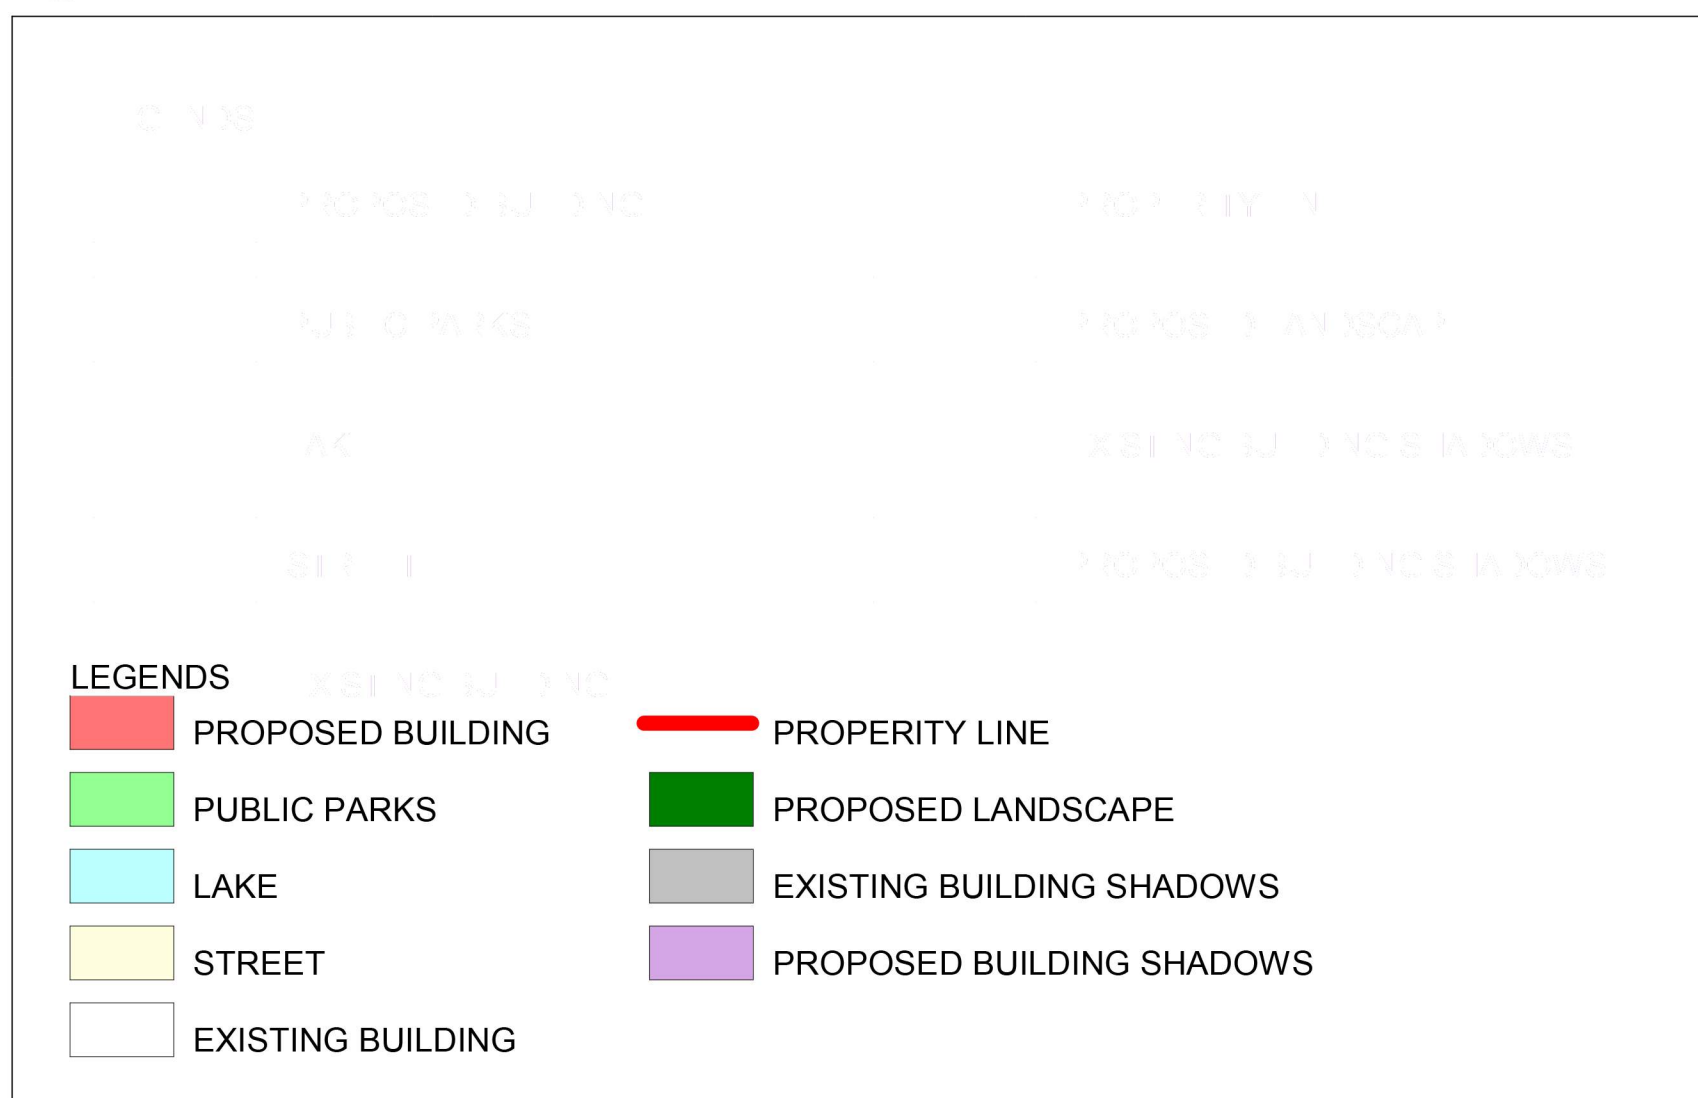 LEGENDS
PROPOSED BUILDING
PROPERITY LINE
PUBLIC PARKS
PROPOSED LANDSCAPE
LAKE
EXISTING BUILDING SHADOWS
STREET
PROPOSED BUILDING SHADOWS
EXISTING BUILDING